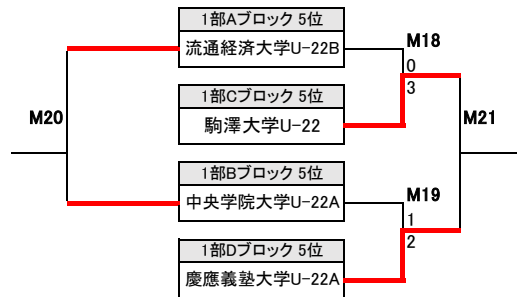 1部Aブロック 5位
流通経済大学U-22B
M18
0
3
1部Cブロック 5位
駒澤大学U-22
M20
M21
1部Bブロック 5位
中央学院大学U-22A
M19
1
2
1部Dブロック 5位
慶應義塾大学U-22A